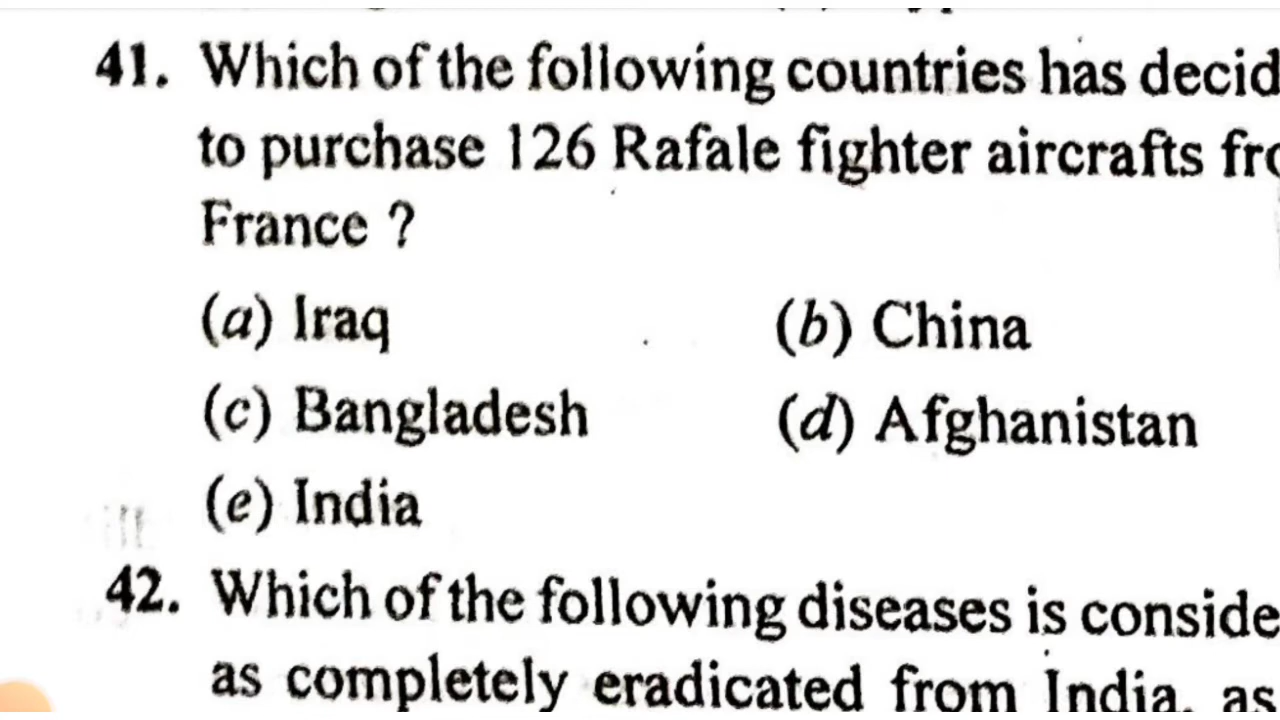 41. Which of the following countries has decid
to purchase 126 Rafale fighter aircrafts fro
France ?
(a) Iraq (b) China
(c) Bangladesh (d) Afghanistan
(e) India
42. Which of the following diseases is conside
as completely eradicated from India, as